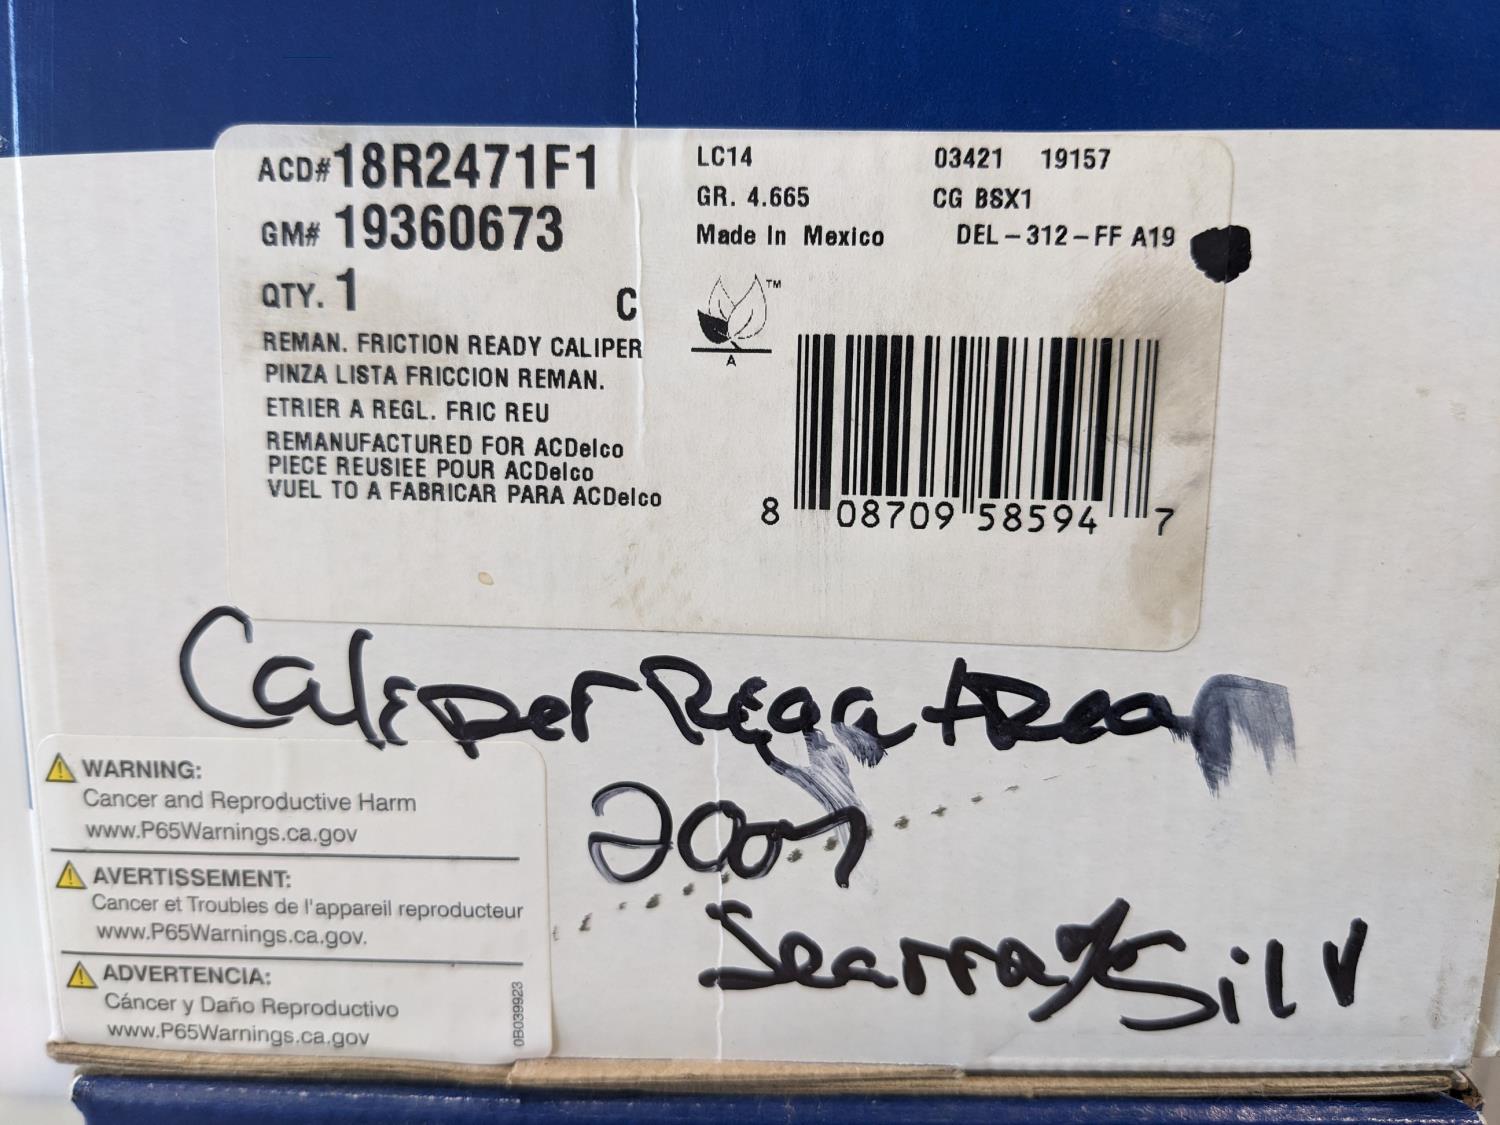 ACD# 18R2471F1
GM# 19360673
QTY. 1 C
REMAN. FRICTION READY CALIPER
PINZA LISTA FRICCION REMAN.
ETRIER A REGL. FRIC REU
REMANUFACTURED FOR ACDelco
PIECE REUSIEE POUR ACDelco
VUEL TO A FABRICAR PARA ACDelco
LC14 03421 19157
GR. 4.665 CG BSX1
Made In Mexico DEL-312-FF A19
TM
A
8 08709 58594 7
Caliper
2007
Silv
WARNING:
Cancer and Reproductive Harm
www.P65Warnings.ca.gov
AVERTISSEMENT:
Cancer et Troubles de l'appareil reproducteur
www.P65Warnings.ca.gov.
ADVERTENCIA:
Cáncer y Daño Reproductivo
www.P65Warnings.ca.gov
0B039923